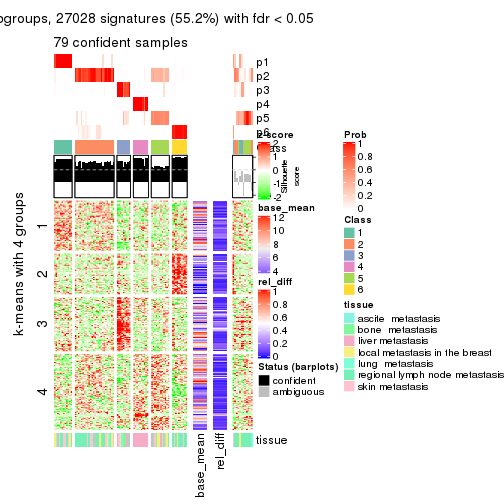 ogroups, 27028 signatures (55.2%) with fdr < 0.05
79 confident samples
p1
p2
p3
p4
p5
p6
Class
z-score
2
1
0
-1
-2
Silhouette
score
base_mean
12
10
8
6
4
rel_diff
1
0.8
0.6
0.4
0.2
0
Status (barplots)
confident
ambiguous
Prob
1
0.8
0.6
0.4
0.2
0
Class
1
2
3
4
5
6
tissue
ascite metastasis
bone metastasis
liver metastasis
local metastasis in the breast
lung metastasis
regional lymph node metastasis
skin metastasis
k-means with 4 groups
1
2
3
4
tissue
base_mean
rel_diff